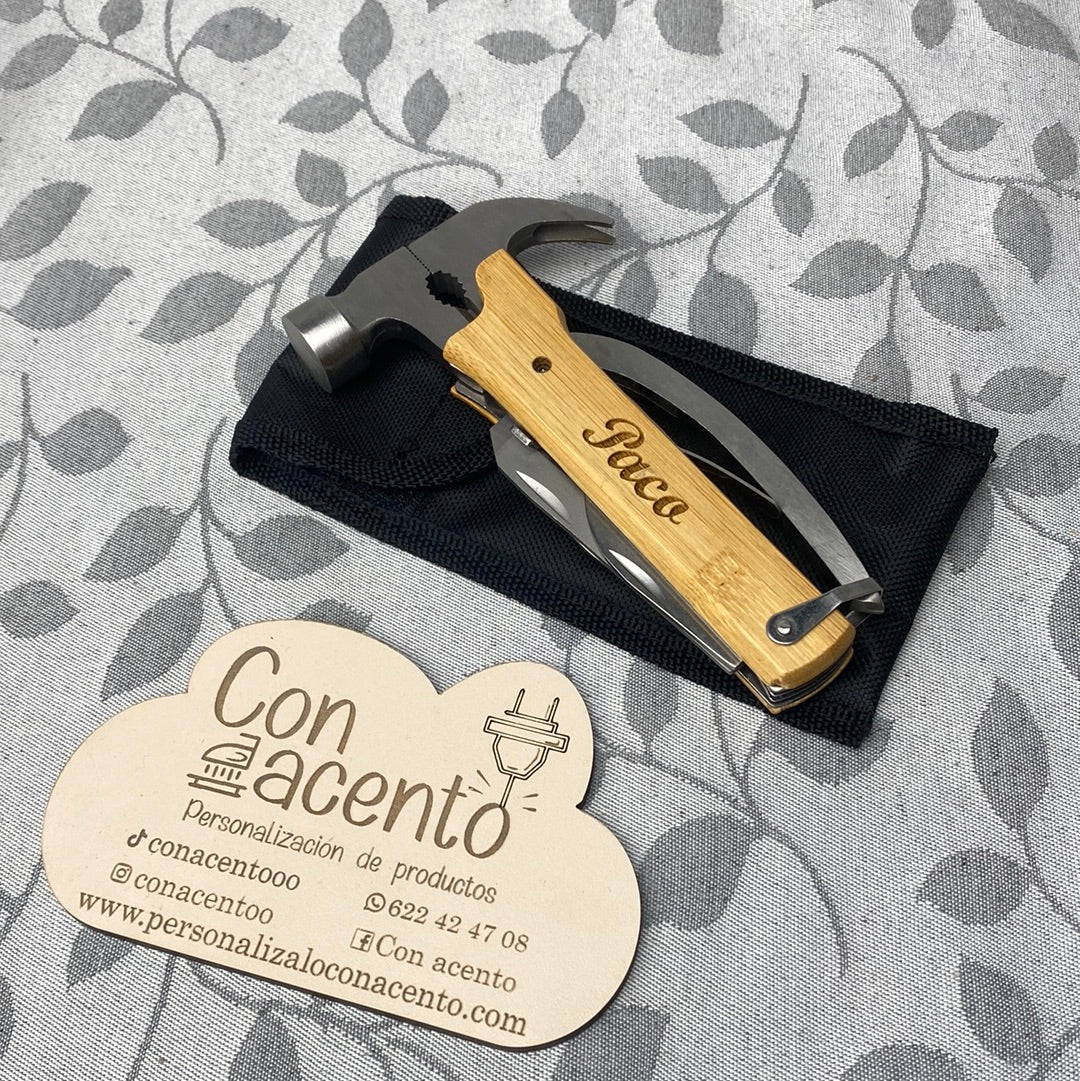 Paco
Con
acento
Personalización de productos
conacentooo
conacentoo
622 42 47 08
Con acento
www.personalizaloconacento.com